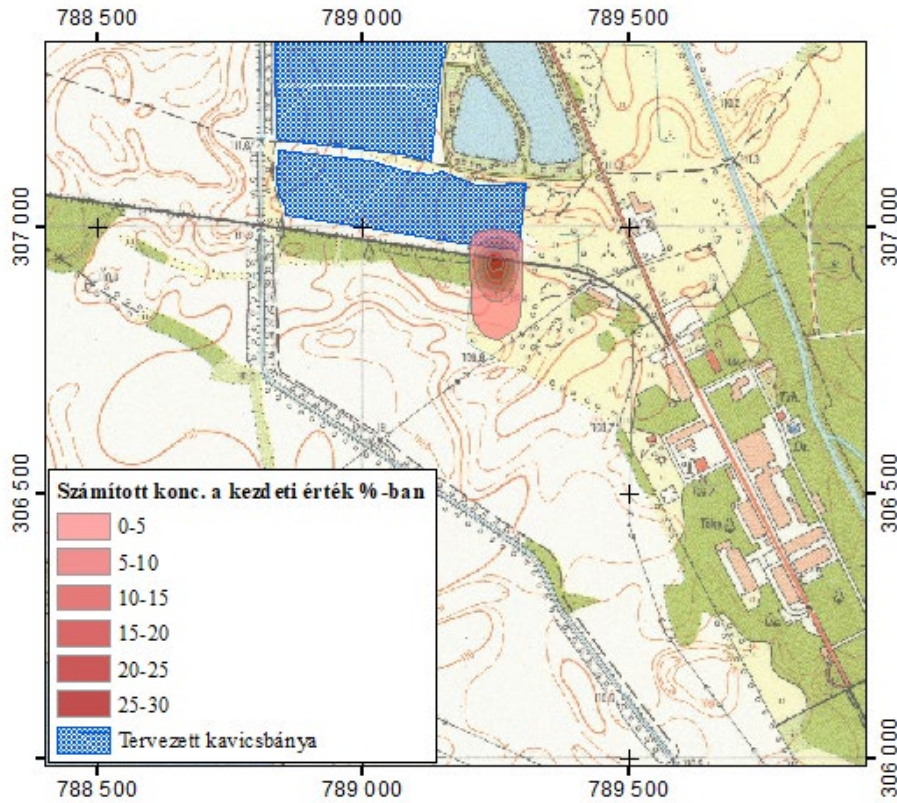 788 500 789 000 789 500
307 000 307 000
306 500 306 500
306 000 306 000
Számított konc. a kezdeti érték %-ban
0-5
5-10
10-15
15-20
20-25
25-30
Tervezett kavicsbánya
788 500 789 000 789 500